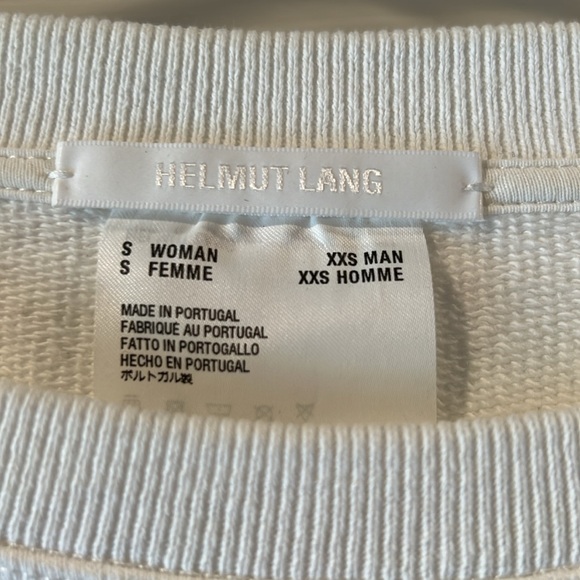 HELMUT LANG
S WOMAN XXS MAN
S FEMME XXS HOMME
MADE IN PORTUGAL
FABRIQUÉ AU PORTUGAL
FATTO IN PORTOGALLO
HECHO EN PORTUGAL
ポルトガル製